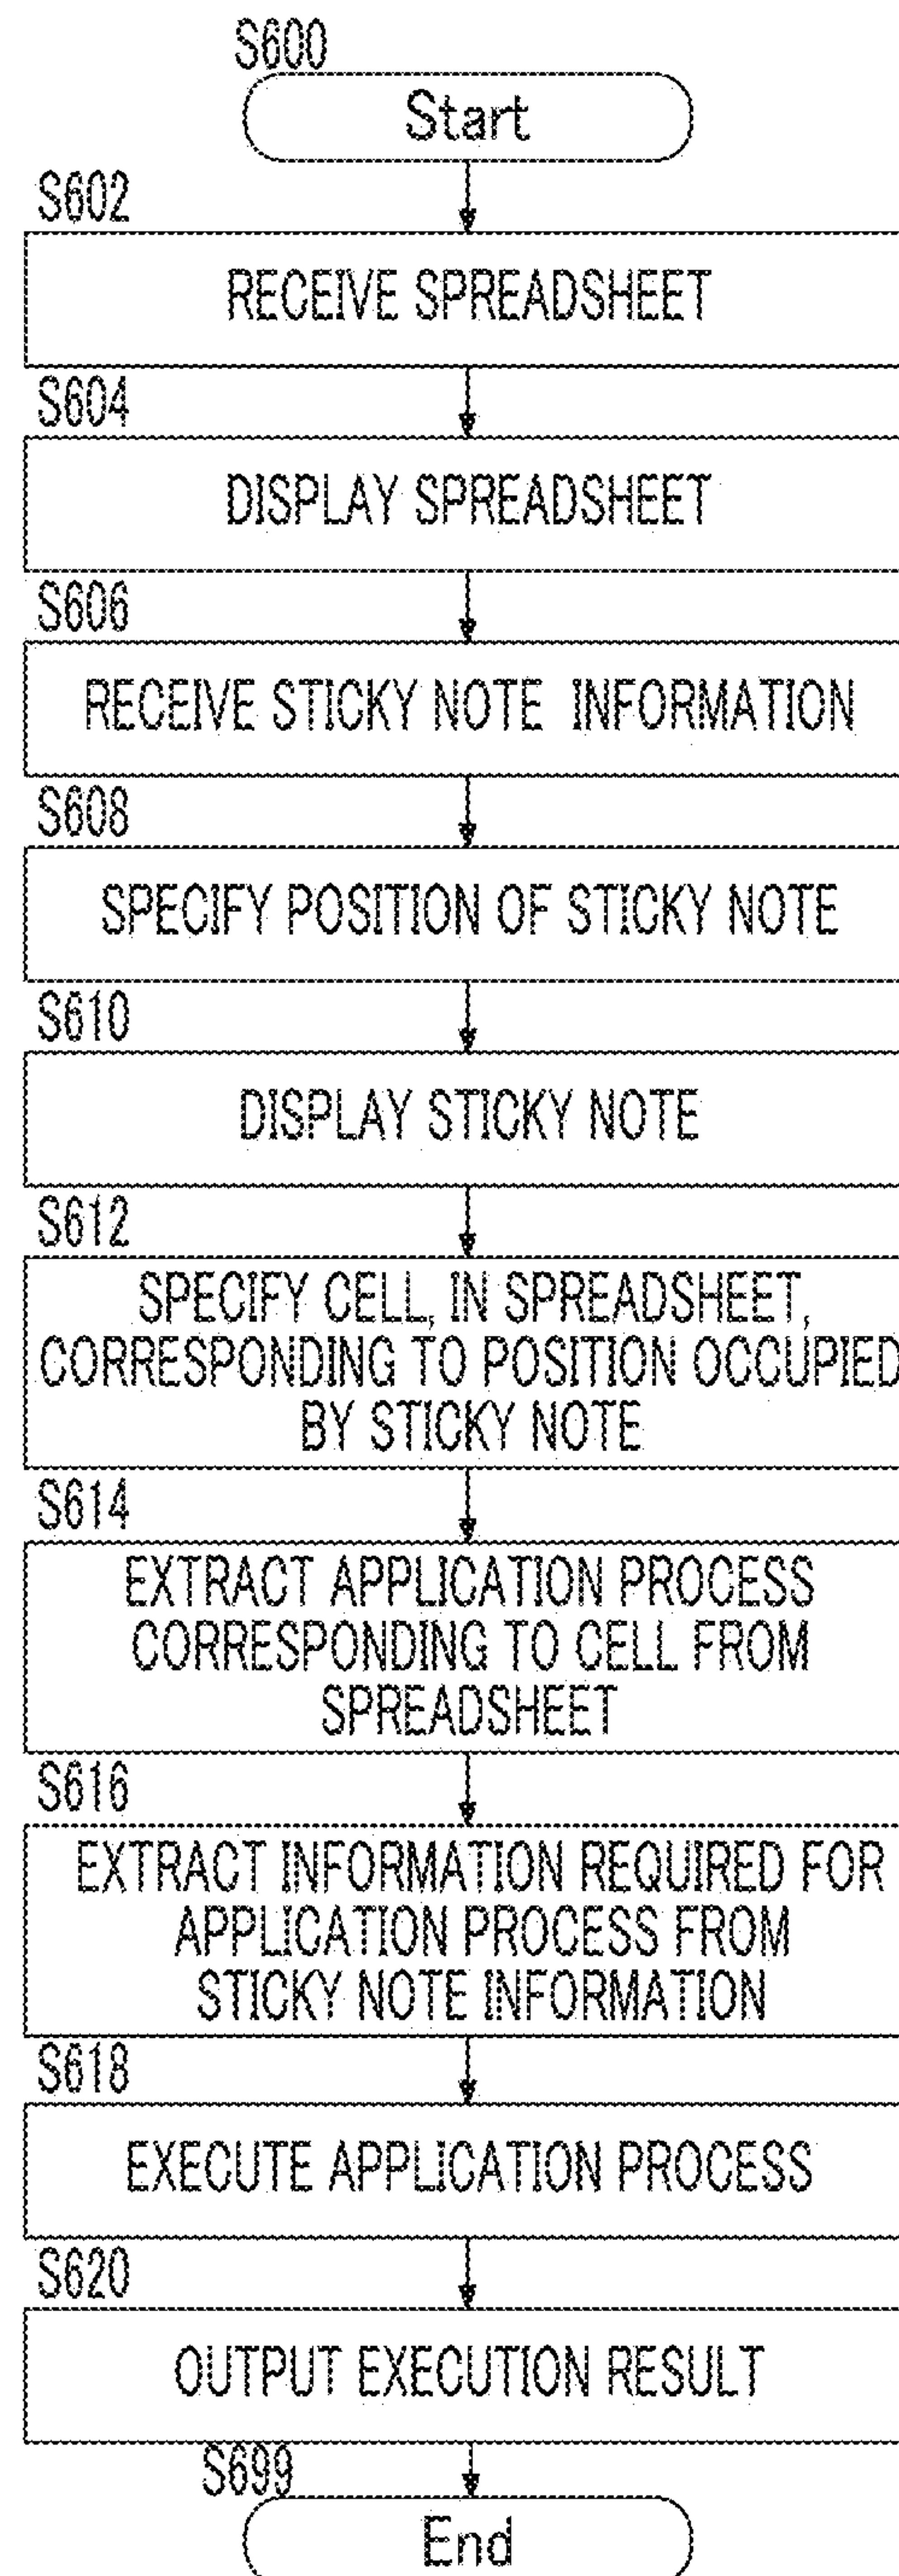 S600
Start
S602
RECEIVE SPREADSHEET
S604
DISPLAY SPREADSHEET
S606
RECEIVE STICKY NOTE INFORMATION
S608
SPECIFY POSITION OF STICKY NOTE
S610
DISPLAY STICKY NOTE
S612
SPECIFY CELL, IN SPREADSHEET,
CORRESPONDING TO POSITION OCCUPIED
BY STICKY NOTE
S614
EXTRACT APPLICATION PROCESS
CORRESPONDING TO CELL FROM
SPREADSHEET
S616
EXTRACT INFORMATION REQUIRED FOR
APPLICATION PROCESS FROM
STICKY NOTE INFORMATION
S618
EXECUTE APPLICATION PROCESS
S620
OUTPUT EXECUTION RESULT
S699
End